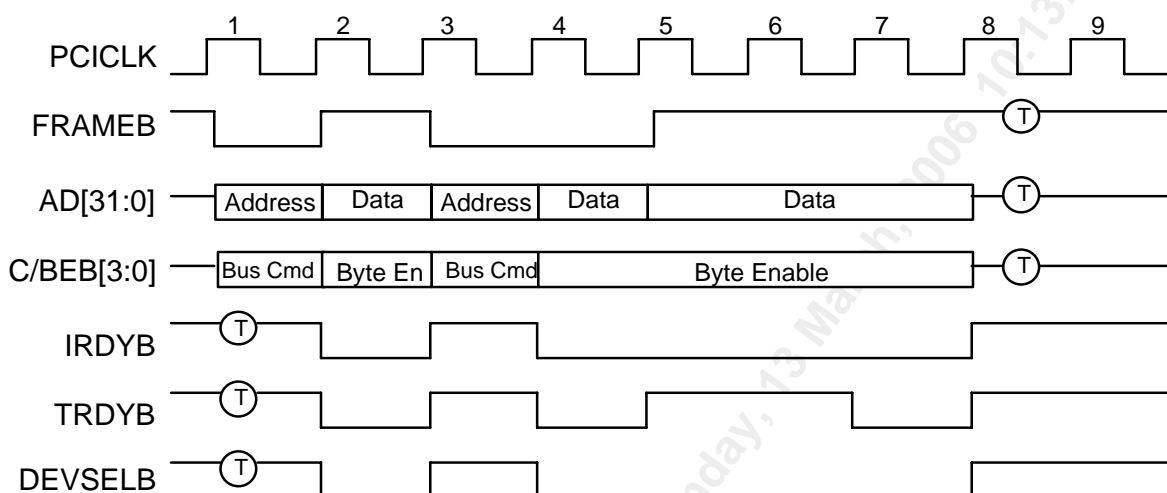 1 2 3 4 5 6 7 8 9
PCICLK
FRAMEB T
AD[31:0] Address Data Address Data Data T
C/BEB[3:0] Bus Cmd Byte En Bus Cmd Byte Enable T
IRDYB T
TRDYB T
DEVSELB T